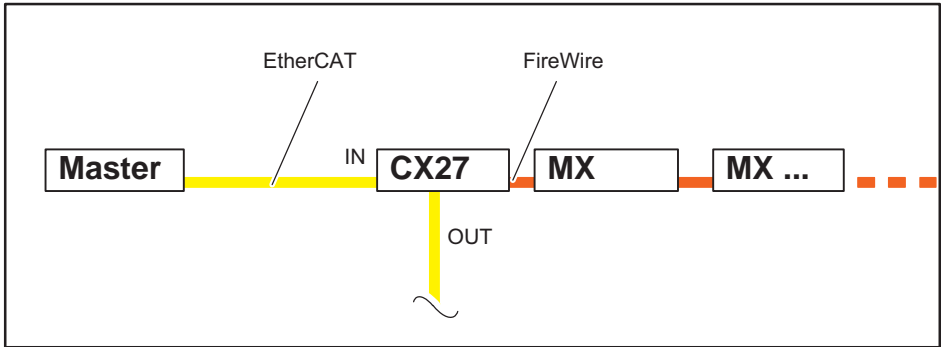 EtherCAT
FireWire
Master
IN
CX27
MX
MX ...
OUT